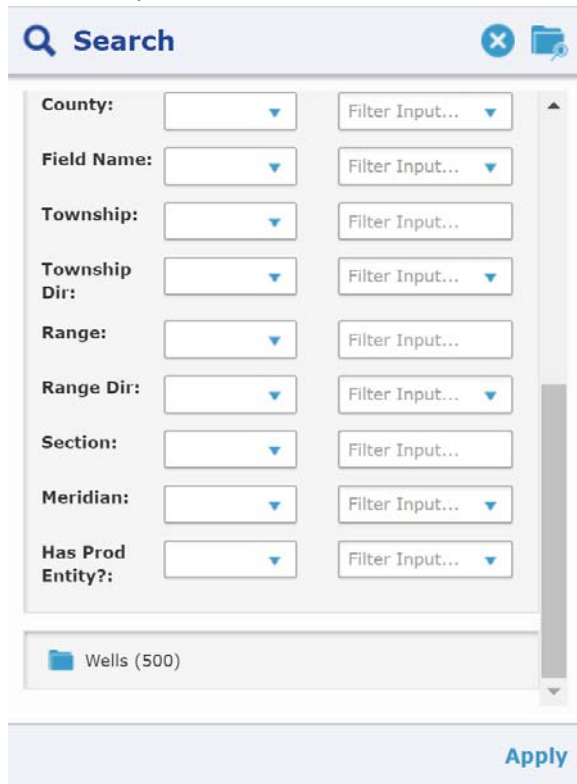 Search
County: Filter Input...
Field Name: Filter Input...
Township: Filter Input...
Township
Dir: Filter Input...
Range: Filter Input...
Range Dir: Filter Input...
Section: Filter Input...
Meridian: Filter Input...
Has Prod
Entity?: Filter Input...
Wells (500)
Apply